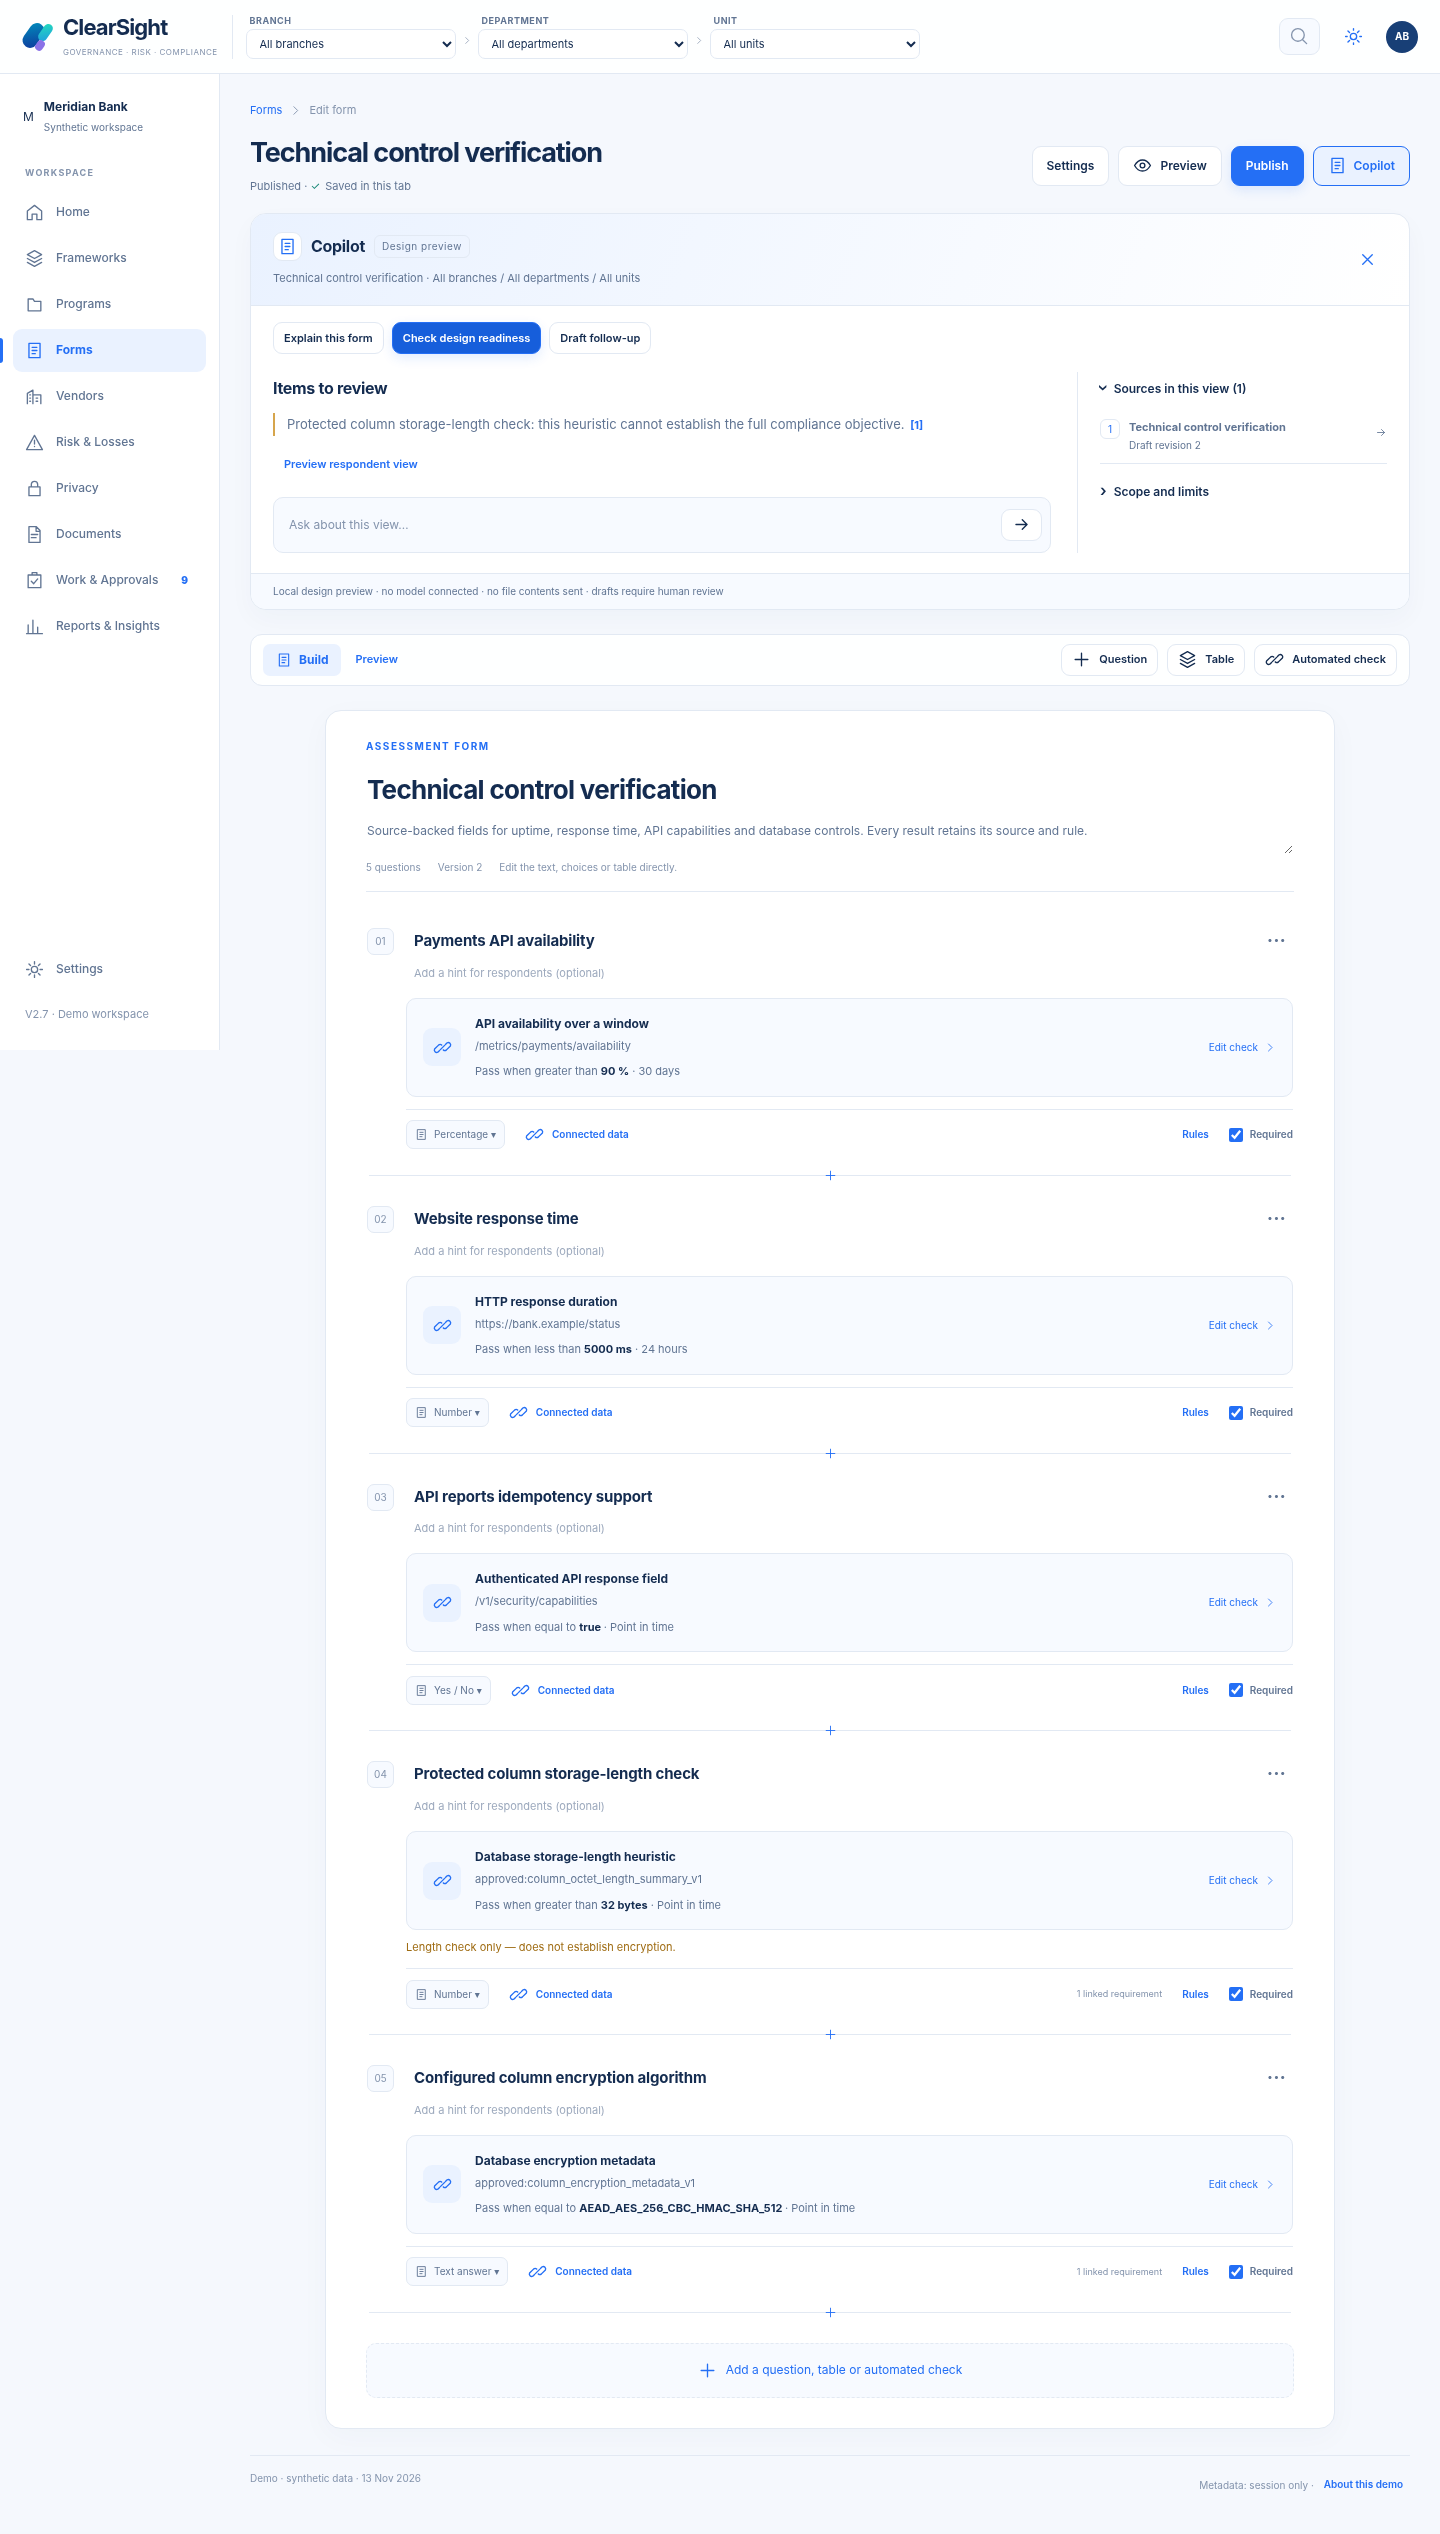 ClearSight
GOVERNANCE · RISK · COMPLIANCE
BRANCH
All branches
DEPARTMENT
All departments
UNIT
All units
AB
M
Meridian Bank
Synthetic workspace
WORKSPACE
Home
Frameworks
Programs
Forms
Vendors
Risk & Losses
Privacy
Documents
Work & Approvals 9
Reports & Insights
Settings
V2.7 · Demo workspace
Forms > Edit form
Technical control verification
Published · ✓ Saved in this tab
Settings
Preview
Publish
Copilot
Copilot Design preview
Technical control verification · All branches / All departments / All units
Explain this form
Check design readiness
Draft follow-up
Items to review
Protected column storage-length check: this heuristic cannot establish the full compliance objective. [1]
Preview respondent view
Ask about this view...
Sources in this view (1)
1 Technical control verification
Draft revision 2
Scope and limits
Local design preview · no model connected · no file contents sent · drafts require human review
Build
Preview
Question
Table
Automated check
ASSESSMENT FORM
Technical control verification
Source-backed fields for uptime, response time, API capabilities and database controls. Every result retains its source and rule.
5 questions Version 2 Edit the text, choices or table directly.
01 Payments API availability
Add a hint for respondents (optional)
API availability over a window
/metrics/payments/availability
Pass when greater than 90 % · 30 days
Edit check
Percentage ▾ Connected data Rules Required
02 Website response time
Add a hint for respondents (optional)
HTTP response duration
https://bank.example/status
Pass when less than 5000 ms · 24 hours
Edit check
Number ▾ Connected data Rules Required
03 API reports idempotency support
Add a hint for respondents (optional)
Authenticated API response field
/v1/security/capabilities
Pass when equal to true · Point in time
Edit check
Yes / No ▾ Connected data Rules Required
04 Protected column storage-length check
Add a hint for respondents (optional)
Database storage-length heuristic
approved:column_octet_length_summary_v1
Pass when greater than 32 bytes · Point in time
Edit check
Length check only — does not establish encryption.
Number ▾ Connected data 1 linked requirement Rules Required
05 Configured column encryption algorithm
Add a hint for respondents (optional)
Database encryption metadata
approved:column_encryption_metadata_v1
Pass when equal to AEAD_AES_256_CBC_HMAC_SHA_512 · Point in time
Edit check
Text answer ▾ Connected data 1 linked requirement Rules Required
Add a question, table or automated check
Demo · synthetic data · 13 Nov 2026
Metadata: session only · About this demo